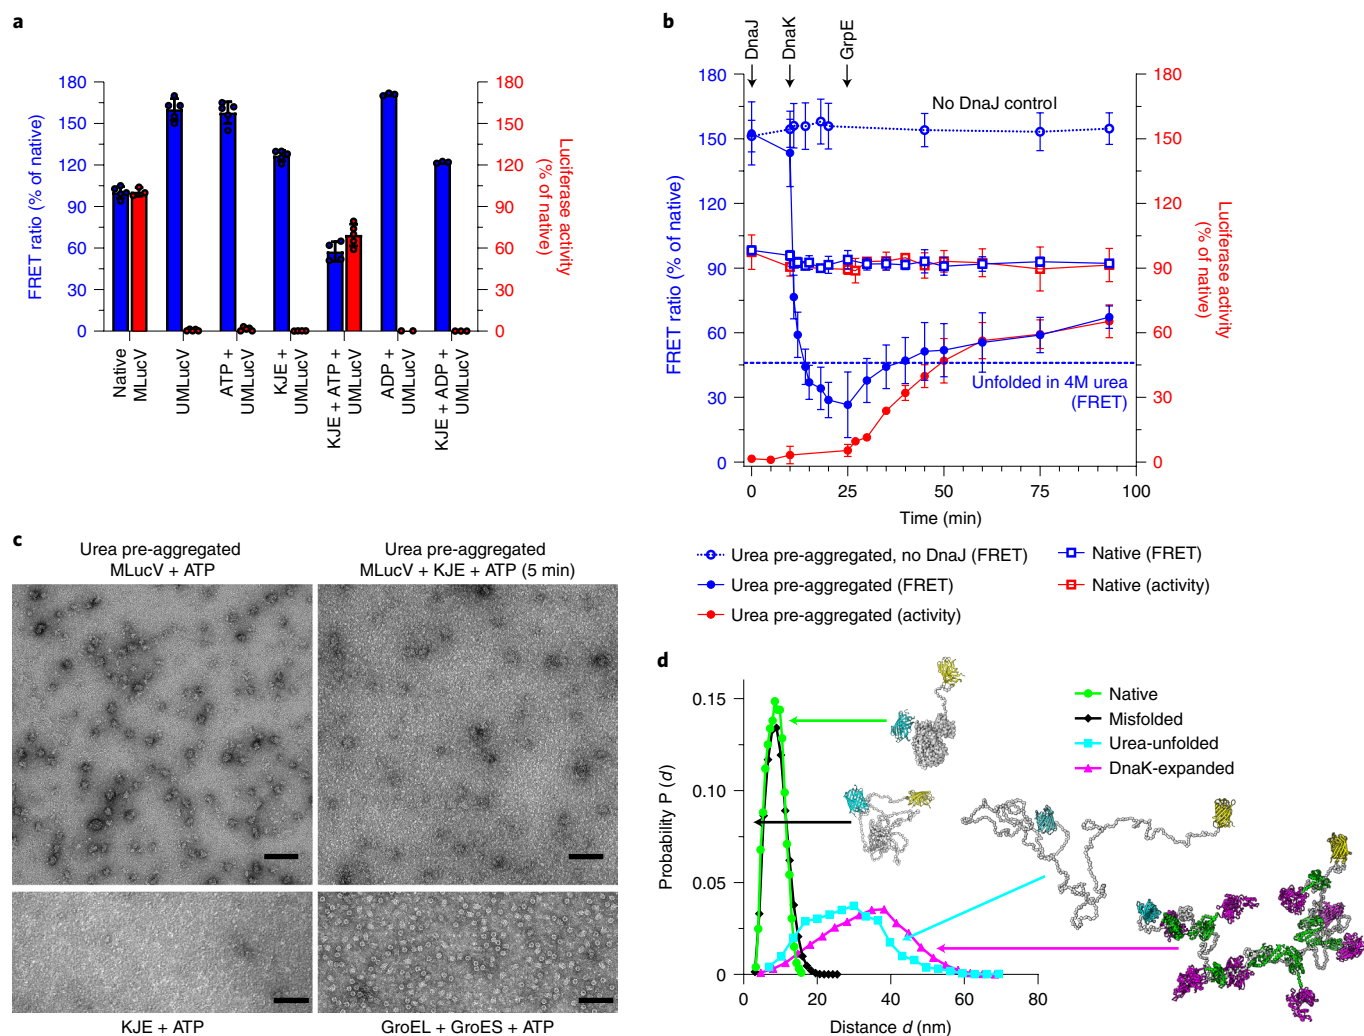 a
180
150
120
90
60
30
0
FRET ratio (% of native)
180
150
120
90
60
30
0
Luciferase activity
(% of native)
Native
MLucV
UMLucV
ATP +
UMLucV
KJE +
UMLucV
KJE + ATP +
UMLucV
ADP +
UMLucV
KJE + ADP +
UMLucV
b
DnaJ
DnaK
GrpE
180
150
120
90
60
30
0
FRET ratio (% of native)
No DnaJ control
Unfolded in 4M urea
(FRET)
180
150
120
90
60
30
0
Luciferase activity
(% of native)
0
25
50
75
100
Time (min)
Urea pre-aggregated, no DnaJ (FRET)
Urea pre-aggregated (FRET)
Urea pre-aggregated (activity)
Native (FRET)
Native (activity)
c
Urea pre-aggregated
MLucV + ATP
Urea pre-aggregated
MLucV + KJE + ATP (5 min)
KJE + ATP
GroEL + GroES + ATP
d
0.15
0.10
0.05
0
Probability P (d)
0
20
40
60
80
Distance d (nm)
Native
Misfolded
Urea-unfolded
DnaK-expanded